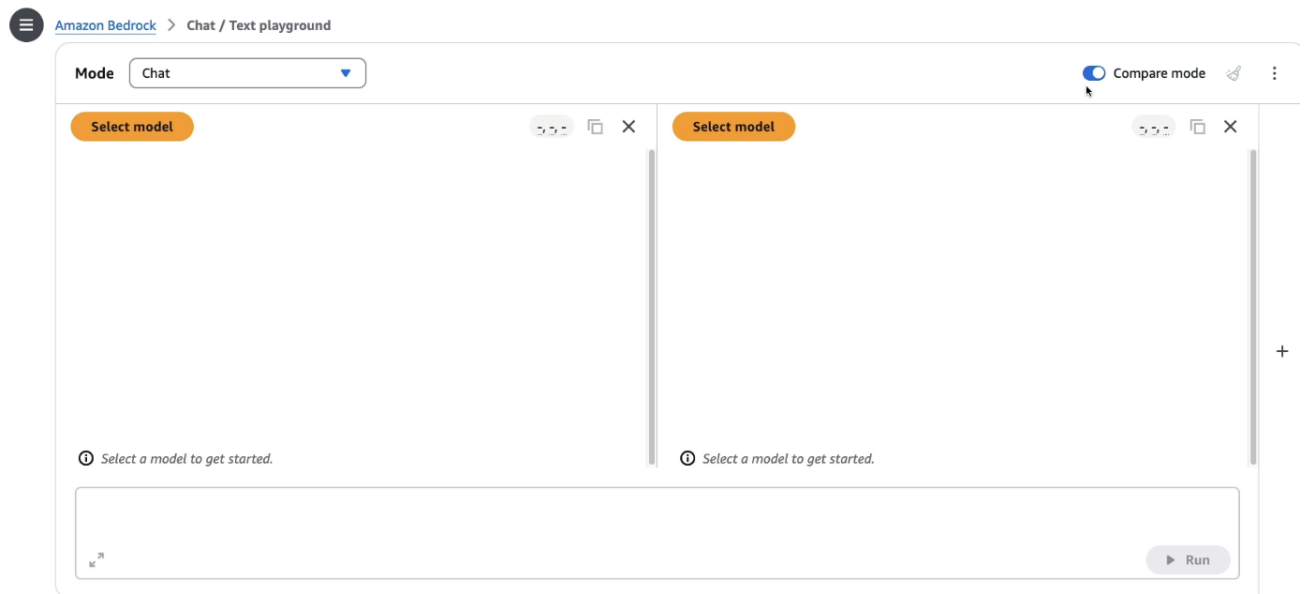 Amazon Bedrock > Chat / Text playground
Mode Chat Compare mode
Select model -, -, - Select model -, -, -
Select a model to get started. Select a model to get started.
Run